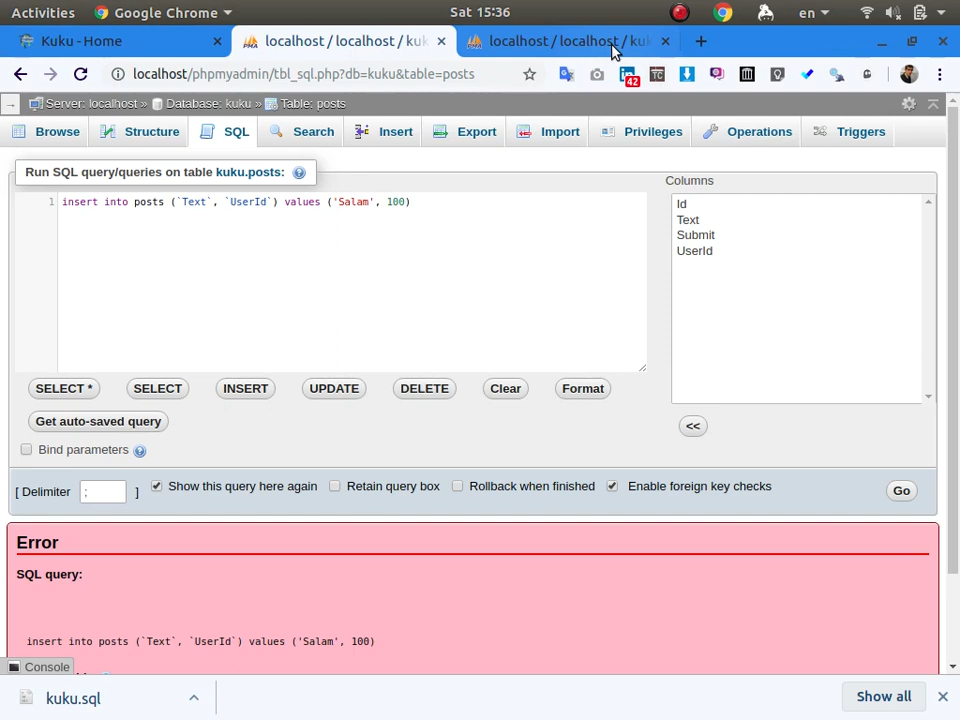 Activities Google Chrome Sat 15:36 en
Kuku - Home localhost / localhost / kuk localhost / localhost / kuk
localhost/phpmyadmin/tbl_sql.php?db=kuku&table=posts 42 TC
Server: localhost » Database: kuku » Table: posts
Browse Structure SQL Search Insert Export Import Privileges Operations Triggers
Run SQL query/queries on table kuku.posts:
Columns
1 insert into posts (`Text`, `UserId`) values ('Salam', 100)
Id
Text
Submit
UserId
SELECT * SELECT INSERT UPDATE DELETE Clear Format
Get auto-saved query
<<
Bind parameters
[ Delimiter ; ] Show this query here again Retain query box Rollback when finished Enable foreign key checks Go
Error
SQL query:
insert into posts (`Text`, `UserId`) values ('Salam', 100)
Console
kuku.sql Show all